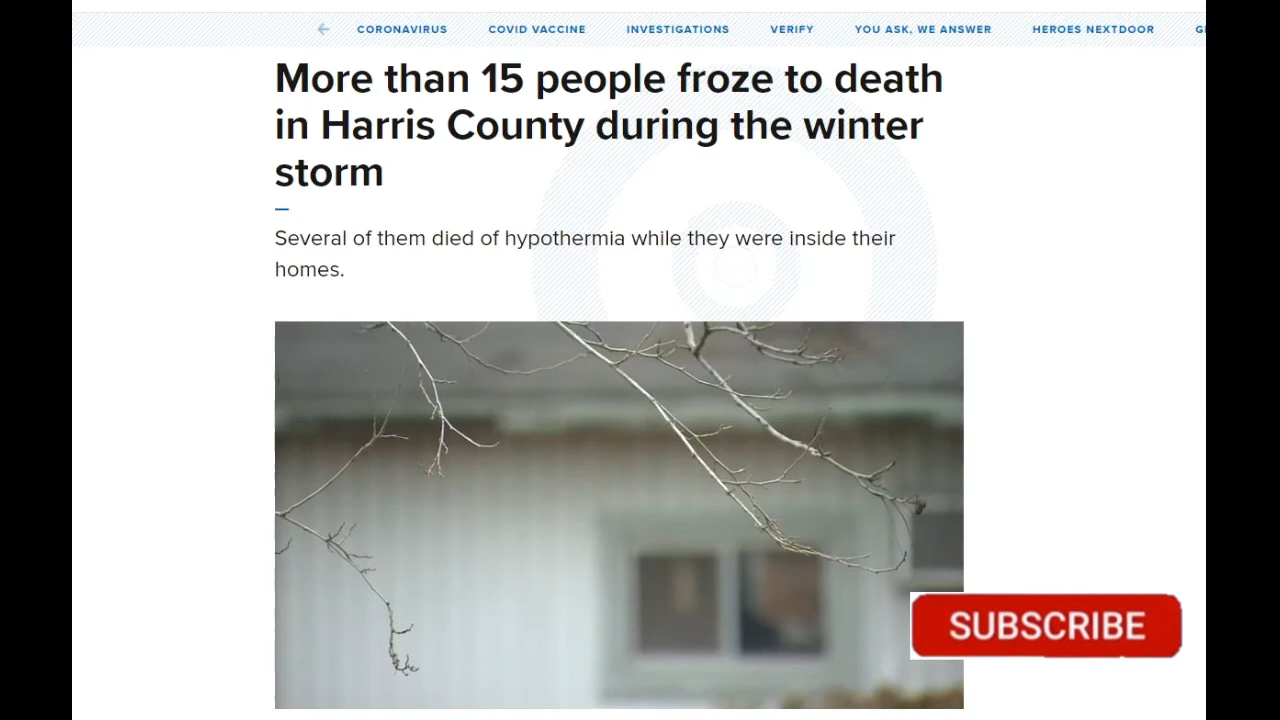 CORONAVIRUS COVID VACCINE INVESTIGATIONS VERIFY YOU ASK, WE ANSWER HEROES NEXTDOOR
More than 15 people froze to death
in Harris County during the winter
storm
Several of them died of hypothermia while they were inside their
homes.
SUBSCRIBE